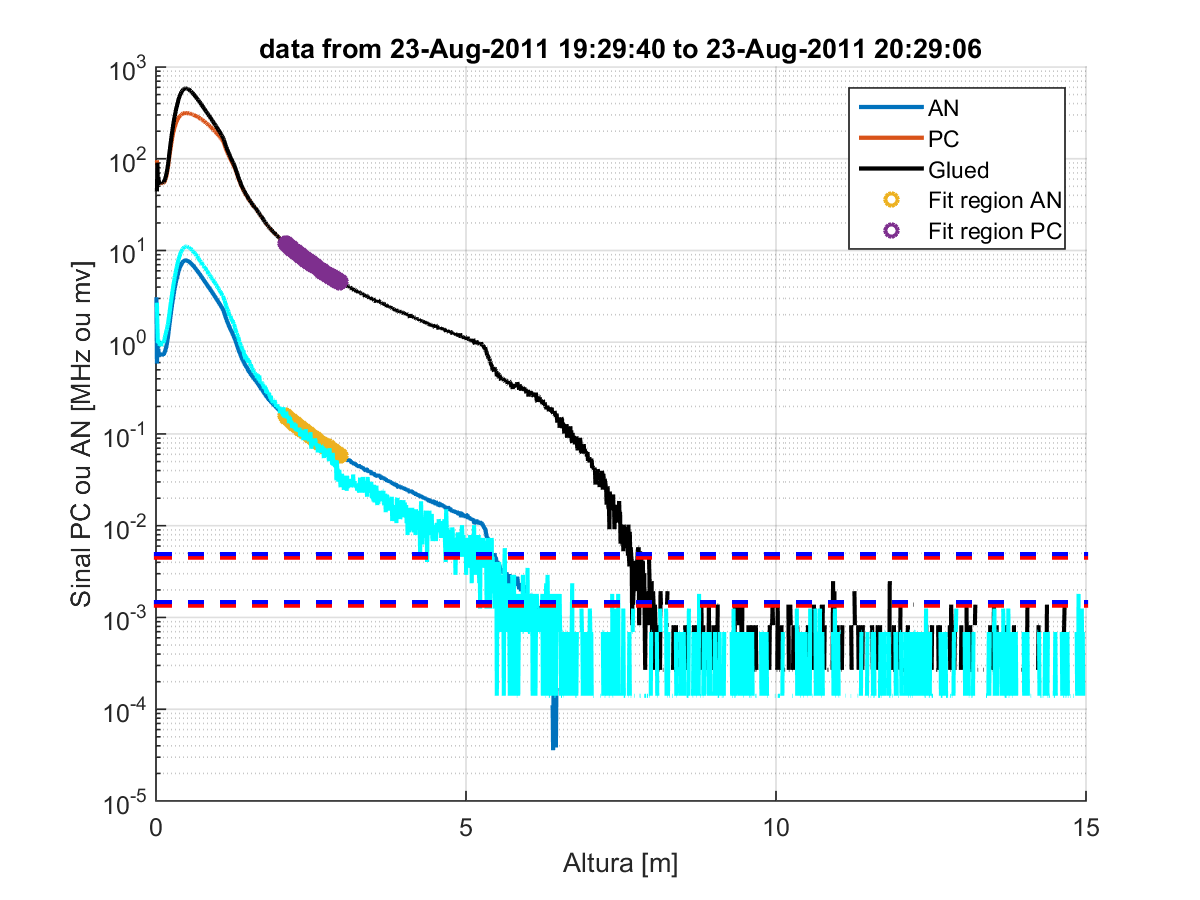 data from 23-Aug-2011 19:29:40 to 23-Aug-2011 20:29:06
AN
PC
Glued
Fit region AN
Fit region PC
Sinal PC ou AN [MHz ou mv]
10^3
10^2
10^1
10^0
10^-1
10^-2
10^-3
10^-4
10^-5
0 5 10 15
Altura [m]